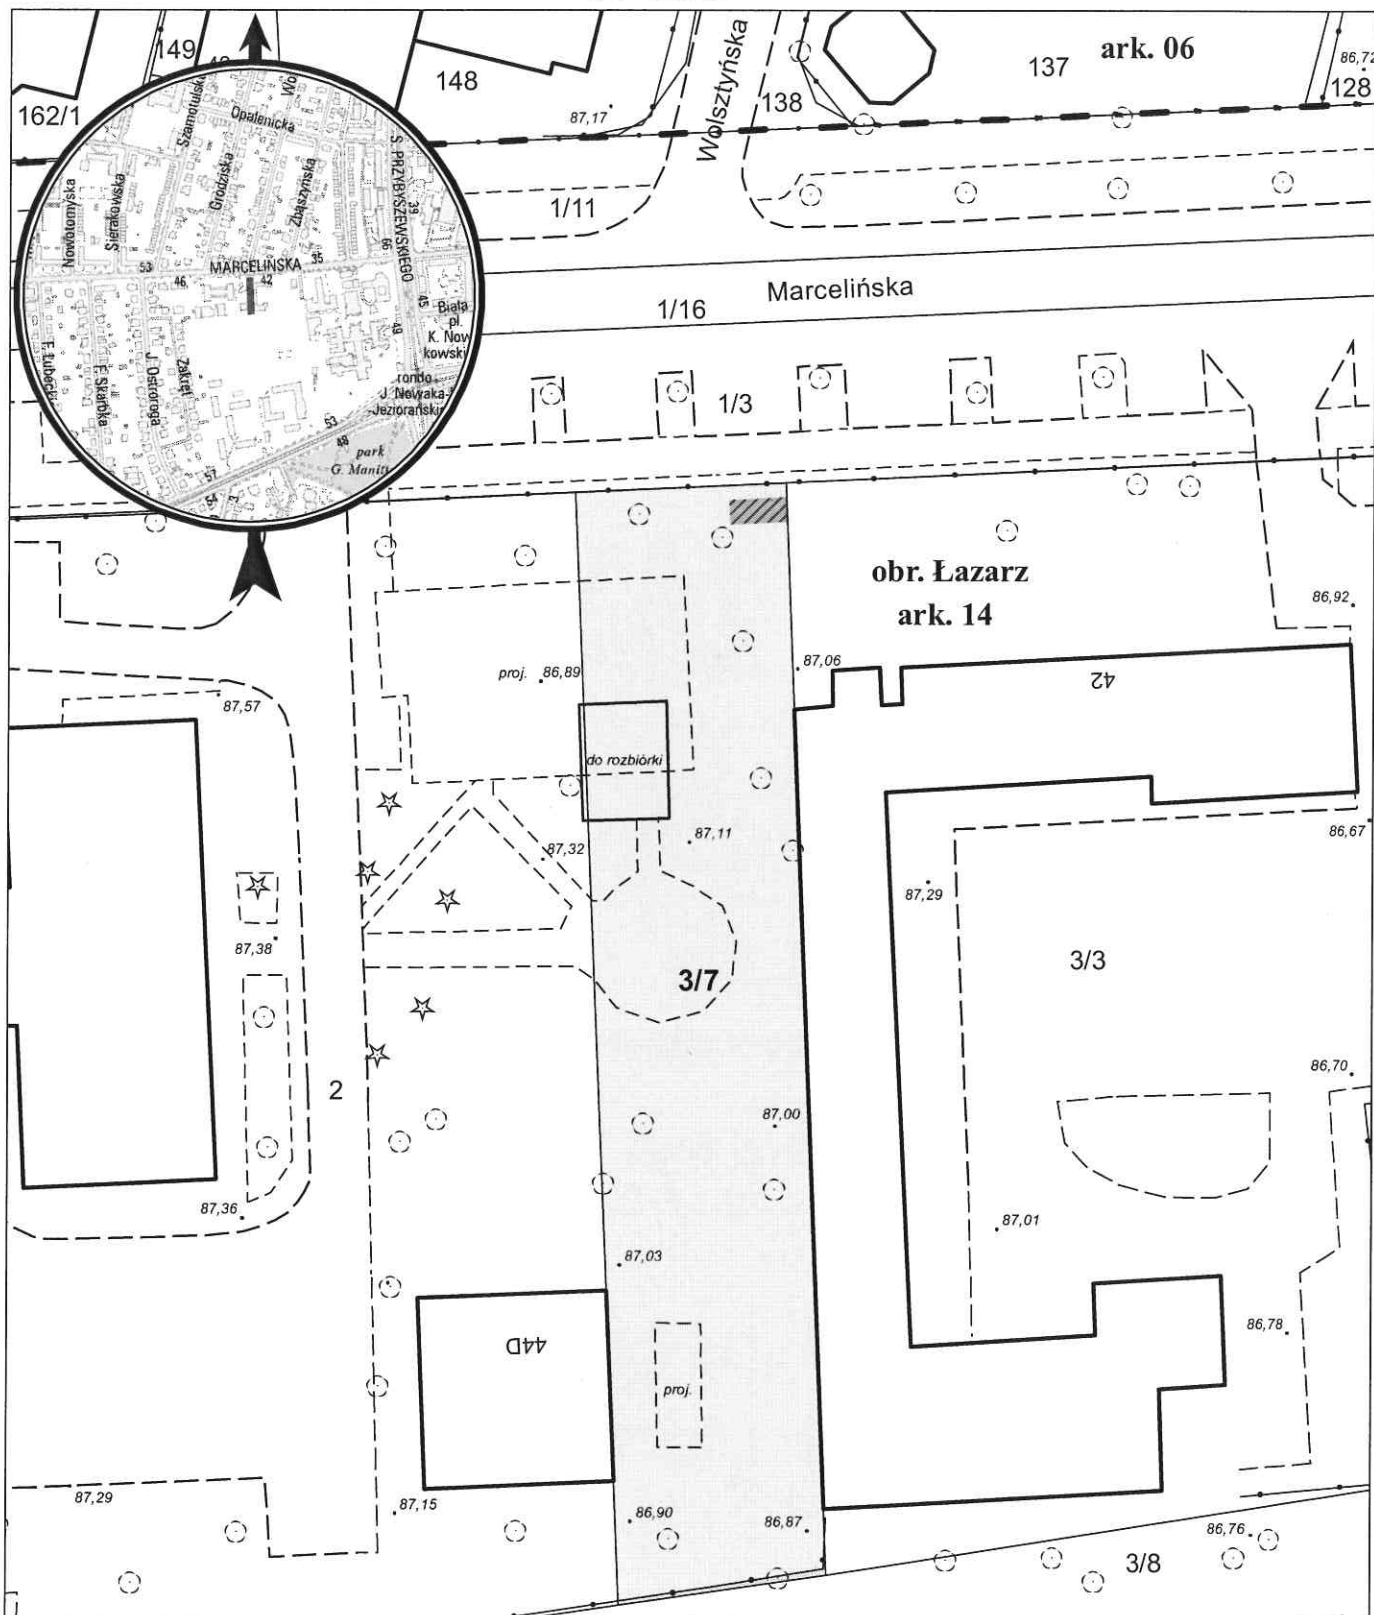 149
148
162/1
87,17
Wolsztyńska
138
137
ark. 06
86,72
128
Szamotulska
Opalenicka
Grodziska
Zbąszyńska
S. PRZYBYSZEWSKIEGO
Nowotomyska
Sierakowska
39
66
53
MARCELIŃSKA
35
46
42
45
49
F. Lubecki
F. Skarbka
J. Ostroroga
Zakręt
Biała
pl.
K. Now
kowski
rondo
J. Nowaka-
Jeziorański
53
48
park
G. Maniti
57
54
3
1/11
1/16
Marcelińska
1/3
obr. Łazarz
ark. 14
86,92
proj.
86,89
87,06
42
87,57
do rozbiórki
87,11
86,67
87,32
87,29
87,38
3/7
3/3
2
86,70
87,00
87,36
87,01
87,03
86,78
44D
proj.
87,29
87,15
86,90
86,87
86,76
3/8